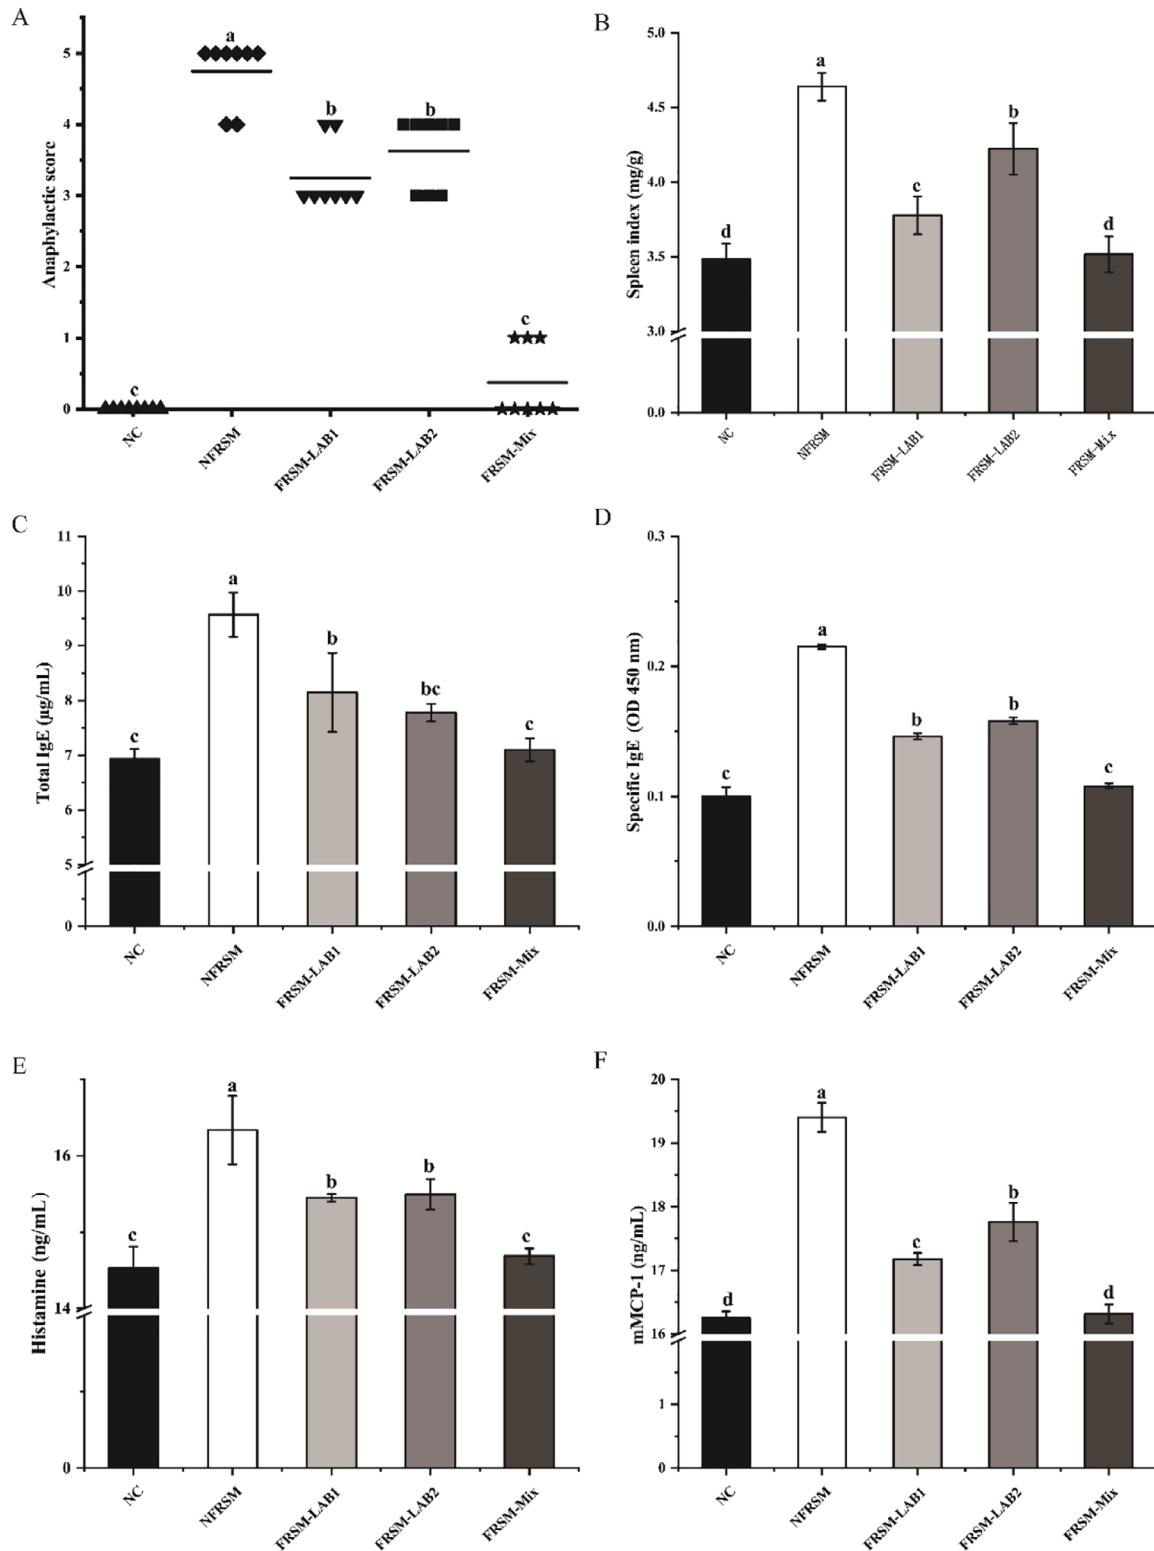 A
Anaphylactic score
5
4
3
2
1
0
a
b
b
c
c
NC
NFRSM
FRSM-LAB1
FRSM-LAB2
FRSM-Mix
B
Spleen index (mg/g)
5.0
4.5
4.0
3.5
3.0
0.0
d
a
c
b
d
NC
NFRSM
FRSM-LAB1
FRSM-LAB2
FRSM-Mix
C
Total IgE (µg/mL)
11
10
9
8
7
6
5
0
c
a
b
bc
c
NC
NFRSM
FRSM-LAB1
FRSM-LAB2
FRSM-Mix
D
Specific IgE (OD 450 nm)
0.3
0.2
0.1
0.0
c
a
b
b
c
NC
NFRSM
FRSM-LAB1
FRSM-LAB2
FRSM-Mix
E
Histamine (ng/mL)
16
14
0
c
a
b
b
c
NC
NFRSM
FRSM-LAB1
FRSM-LAB2
FRSM-Mix
F
mMCP-1 (ng/mL)
20
19
18
17
16
1
0
d
a
c
b
d
NC
NFRSM
FRSM-LAB1
FRSM-LAB2
FRSM-Mix